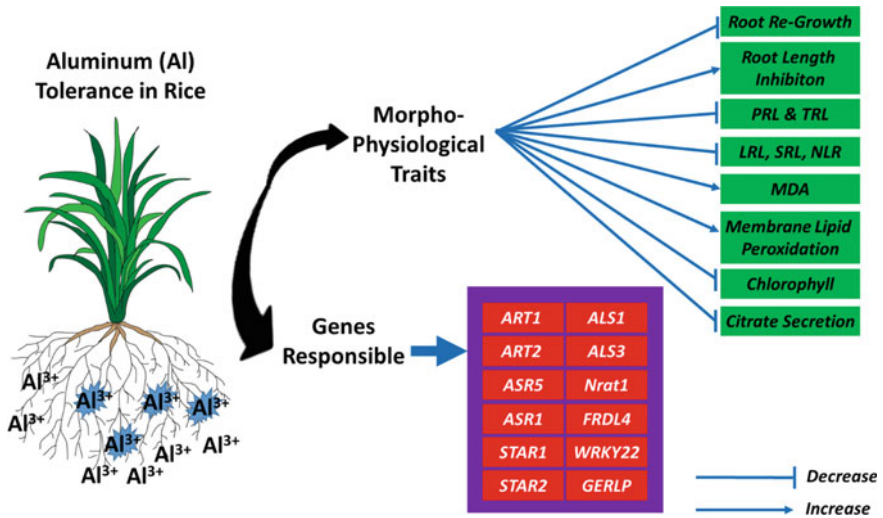 Aluminum (Al)
Tolerance in Rice
Morpho-
Physiological
Traits
Root Re-Growth
Root Length
Inhibiton
PRL & TRL
LRL, SRL, NLR
MDA
Membrane Lipid
Peroxidation
Chlorophyll
Citrate Secretion
Genes
Responsible
ART1 ALS1
ART2 ALS3
ASR5 Nrat1
ASR1 FRDL4
STAR1 WRKY22
STAR2 GERLP
Al³⁺
Al³⁺
Al³⁺
Al³⁺
Al³⁺
Al³⁺
Al³⁺
Al³⁺
Al³⁺
Al³⁺
Decrease
Increase